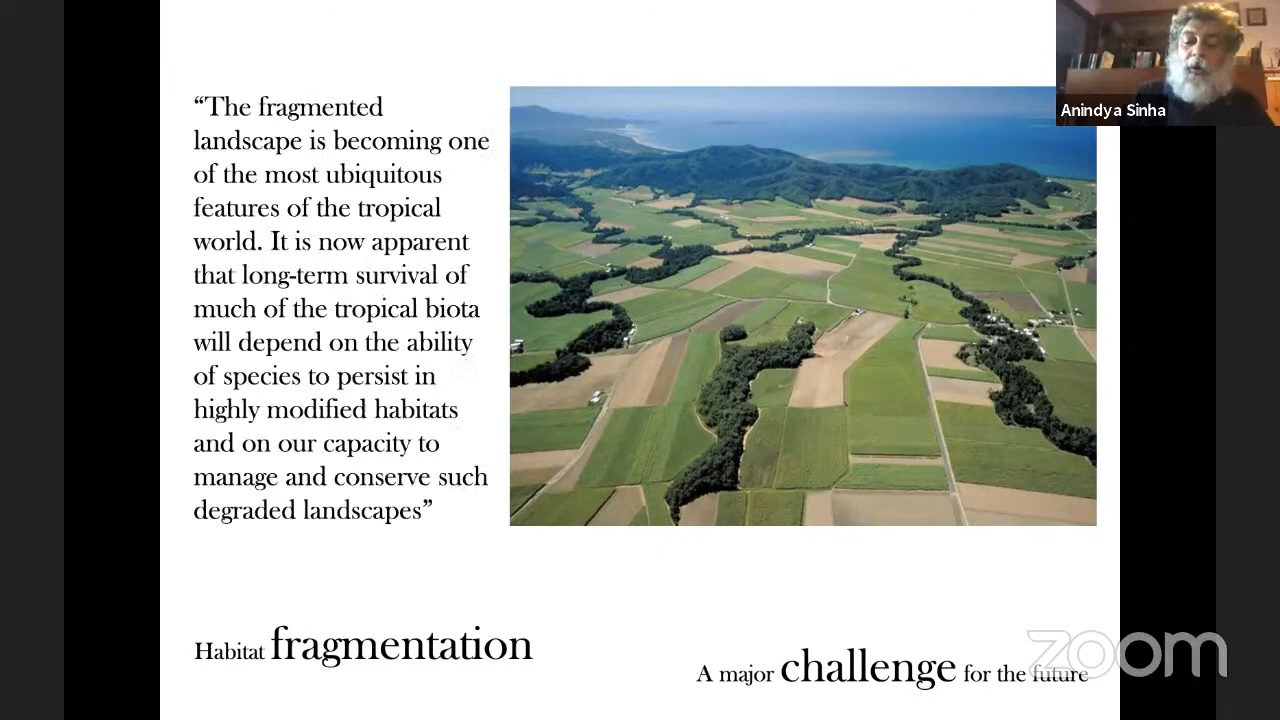 Anindya Sinha
“The fragmented
landscape is becoming one
of the most ubiquitous
features of the tropical
world. It is now apparent
that long-term survival of
much of the tropical biota
will depend on the ability
of species to persist in
highly modified habitats
and on our capacity to
manage and conserve such
degraded landscapes”
Habitat fragmentation
A major challenge for the future
zoom